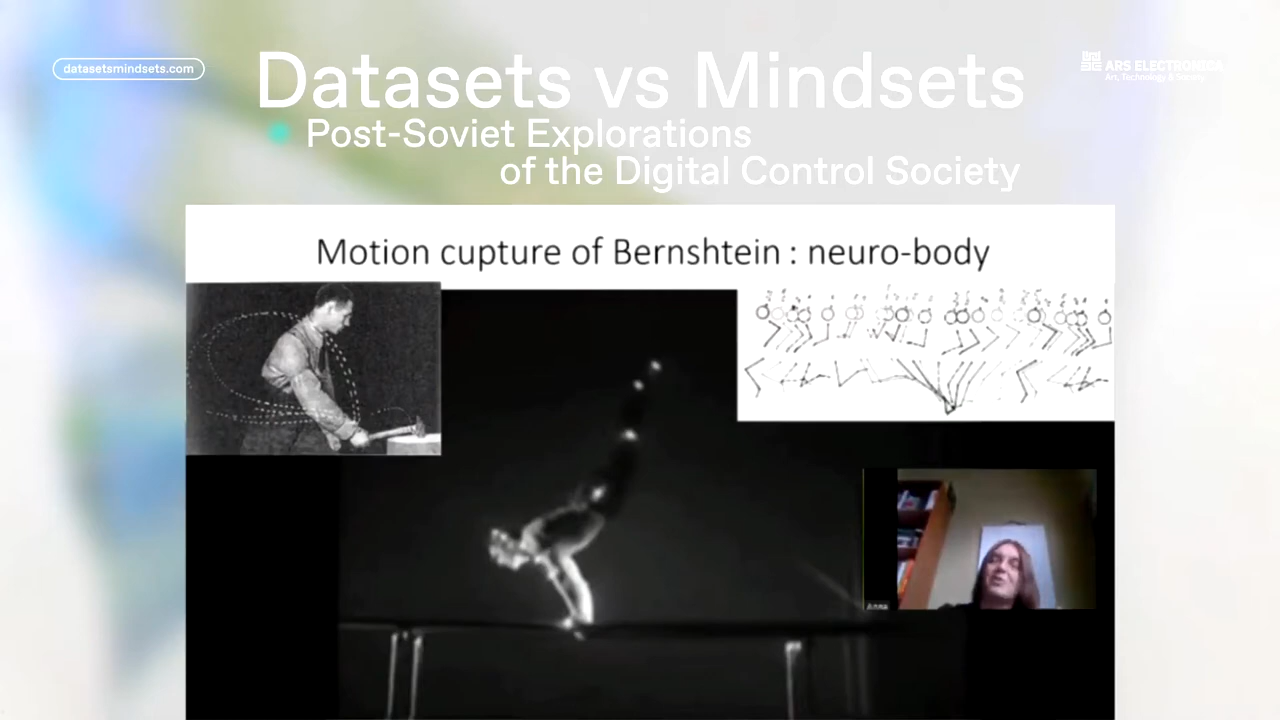 datasetsmindsets.com
Datasets vs Mindsets
Post-Soviet Explorations
of the Digital Control Society
ARS ELECTRONICA
Art, Technology & Society
Motion cupture of Bernshtein : neuro-body
Anna